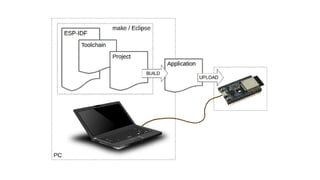 make / Eclipse
ESP-IDF
Toolchain
Project
BUILD
Application
UPLOAD
PC